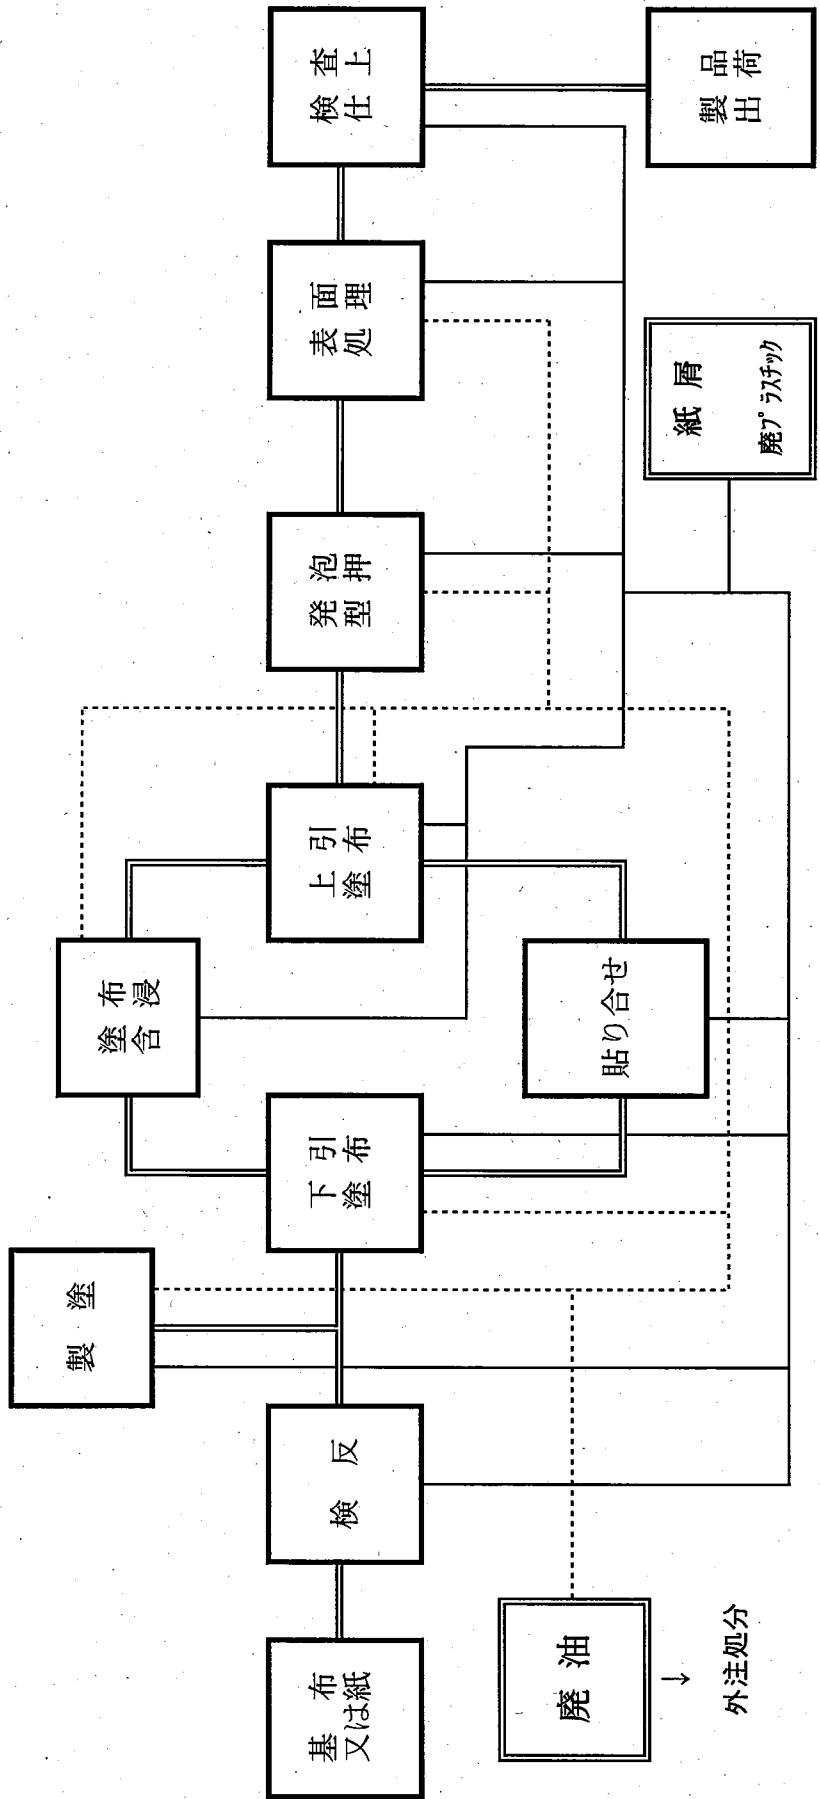 基布
又は紙
検反
製塗
下引
塗布
塗布
含浸
貼り合せ
上引
塗布
発泡
型押
表面
処理
検査
仕上
製品
出荷
廃油
↓
外注処分
紙屑
廃プラスチック